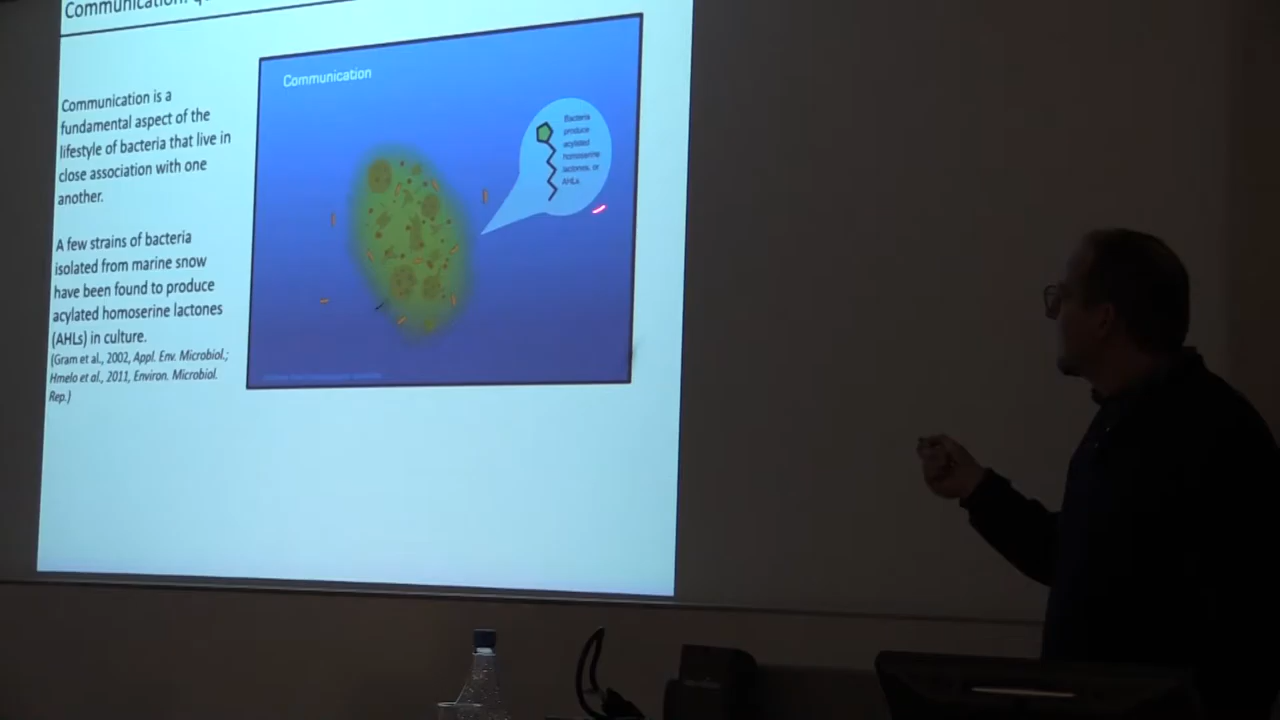 Communication:
Communication is a
fundamental aspect of the
lifestyle of bacteria that live in
close association with one
another.
A few strains of bacteria
isolated from marine snow
have been found to produce
acylated homoserine lactones
(AHLs) in culture.
(Gram et al., 2002, Appl. Env. Microbiol.;
Hmelo et al., 2011, Environ. Microbiol.
Rep.)
Communication
Bacteria
produce
acylated
homoserine
lactones, or
AHLs